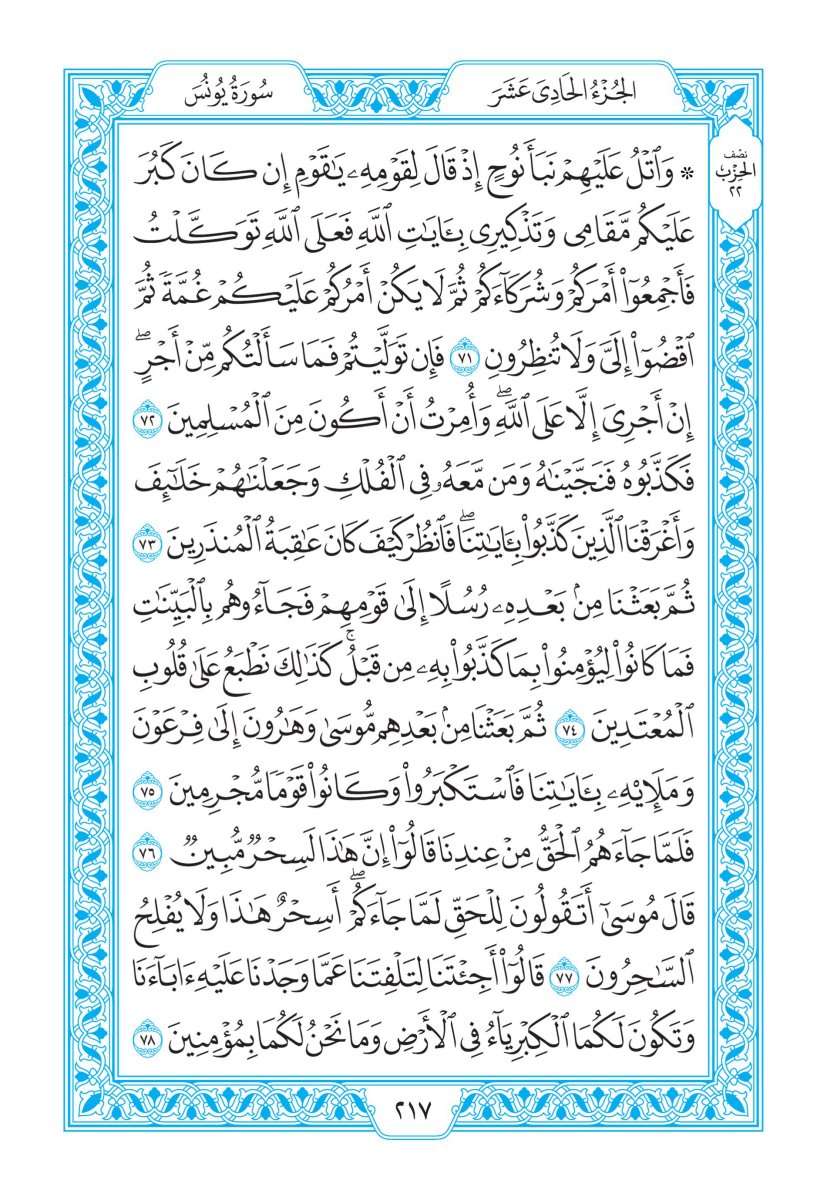 الجُزْءُ الحَادِى عَشَرَ
سُورَةُ يُونُسَ
نصف
الحِزْب
٢٢
* وَٱتْلُ عَلَيْهِمْ نَبَأَ نُوحٍ إِذْ قَالَ لِقَوْمِهِۦ يَٰقَوْمِ إِن كَانَ كَبُرَ
عَلَيْكُم مَّقَامِى وَتَذْكِيرِى بِـَٔايَٰتِ ٱللَّهِ فَعَلَى ٱللَّهِ تَوَكَّلْتُ
فَأَجْمِعُوٓا۟ أَمْرَكُمْ وَشُرَكَآءَكُمْ ثُمَّ لَا يَكُنْ أَمْرُكُمْ عَلَيْكُمْ غُمَّةً ثُمَّ
ٱقْضُوٓا۟ إِلَىَّ وَلَا تُنظِرُونِ ٧١ فَإِن تَوَلَّيْتُمْ فَمَا سَأَلْتُكُم مِّنْ أَجْرٍۖ
إِنْ أَجْرِىَ إِلَّا عَلَى ٱللَّهِۖ وَأُمِرْتُ أَنْ أَكُونَ مِنَ ٱلْمُسْلِمِينَ ٧٢
فَكَذَّبُوهُ فَنَجَّيْنَٰهُ وَمَن مَّعَهُۥ فِى ٱلْفُلْكِ وَجَعَلْنَٰهُمْ خَلَٰٓئِفَ
وَأَغْرَقْنَا ٱلَّذِينَ كَذَّبُوا۟ بِـَٔايَٰتِنَاۖ فَٱنظُرْ كَيْفَ كَانَ عَٰقِبَةُ ٱلْمُنذَرِينَ ٧٣
ثُمَّ بَعَثْنَا مِنۢ بَعْدِهِۦ رُسُلًا إِلَىٰ قَوْمِهِمْ فَجَآءُوهُم بِٱلْبَيِّنَٰتِ
فَمَا كَانُوا۟ لِيُؤْمِنُوا۟ بِمَا كَذَّبُوا۟ بِهِۦ مِن قَبْلُۚ كَذَٰلِكَ نَطْبَعُ عَلَىٰ قُلُوبِ
ٱلْمُعْتَدِينَ ٧٤ ثُمَّ بَعَثْنَا مِنۢ بَعْدِهِم مُّوسَىٰ وَهَٰرُونَ إِلَىٰ فِرْعَوْنَ
وَمَلَإِي۟هِۦ بِـَٔايَٰتِنَا فَٱسْتَكْبَرُوا۟ وَكَانُوا۟ قَوْمًا مُّجْرِمِينَ ٧٥
فَلَمَّا جَآءَهُمُ ٱلْحَقُّ مِنْ عِندِنَا قَالُوٓا۟ إِنَّ هَٰذَا لَسِحْرٌ مُّبِينٌ ٧٦
قَالَ مُوسَىٰٓ أَتَقُولُونَ لِلْحَقِّ لَمَّا جَآءَكُمْۖ أَسِحْرٌ هَٰذَا وَلَا يُفْلِحُ
ٱلسَّٰحِرُونَ ٧٧ قَالُوٓا۟ أَجِئْتَنَا لِتَلْفِتَنَا عَمَّا وَجَدْنَا عَلَيْهِ ءَابَآءَنَا
وَتَكُونَ لَكُمَا ٱلْكِبْرِيَآءُ فِى ٱلْأَرْضِ وَمَا نَحْنُ لَكُمَا بِمُؤْمِنِينَ ٧٨
٢١٧